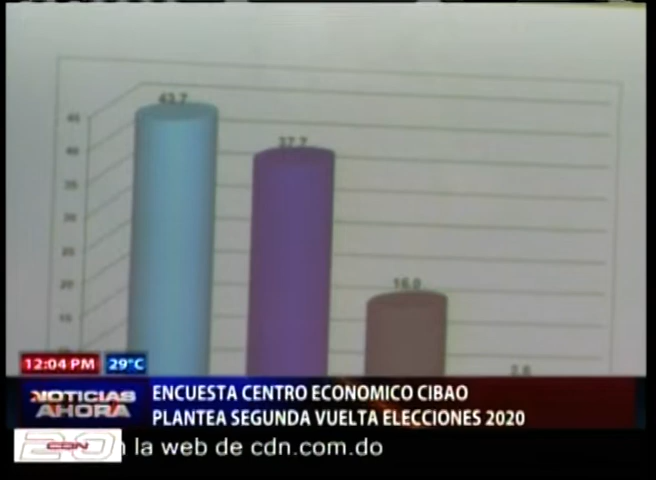 43.7
37.7
16.0
45
40
35
30
25
20
15
12:04 PM 29°C
NOTICIAS AHORA
ENCUESTA CENTRO ECONOMICO CIBAO
PLANTEA SEGUNDA VUELTA ELECCIONES 2020
CDN
la web de cdn.com.do